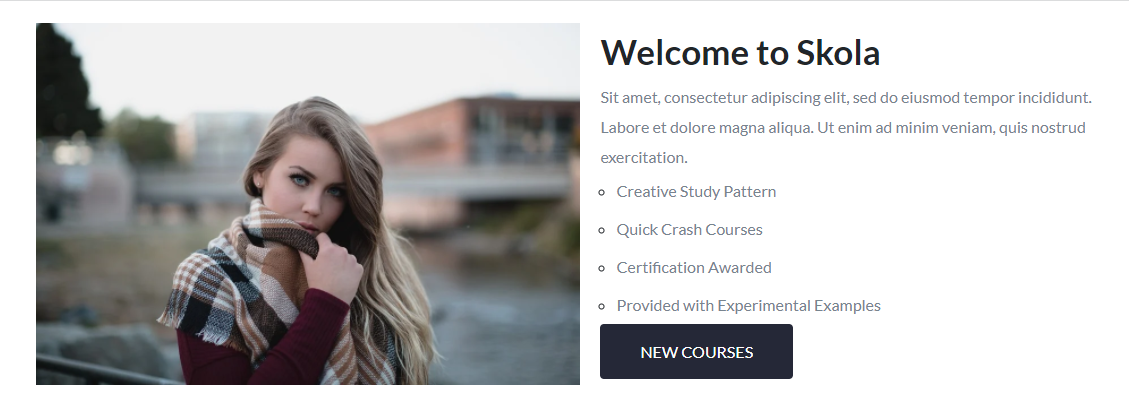 Welcome to Skola
Sit amet, consectetur adipiscing elit, sed do eiusmod tempor incididunt.
Labore et dolore magna aliqua. Ut enim ad minim veniam, quis nostrud
exercitation.
Creative Study Pattern
Quick Crash Courses
Certification Awarded
Provided with Experimental Examples
NEW COURSES